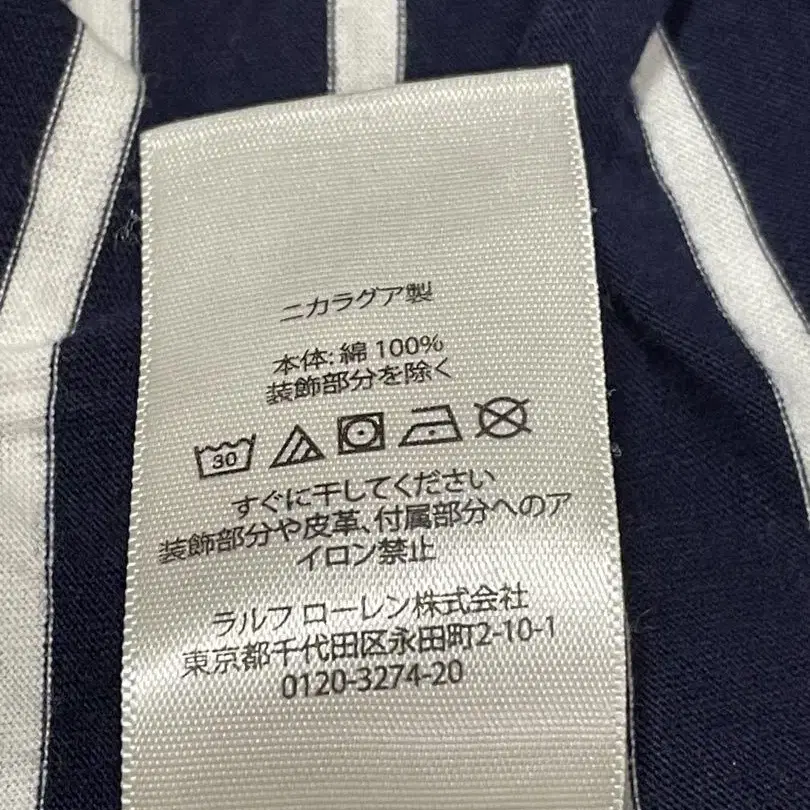 ニカラグア製
本体: 綿 100%
装飾部分を除く
30
すぐに干してください
装飾部分や皮革、付属部分へのア
イロン禁止
ラルフ ローレン株式会社
東京都千代田区永田町2-10-1
0120-3274-20